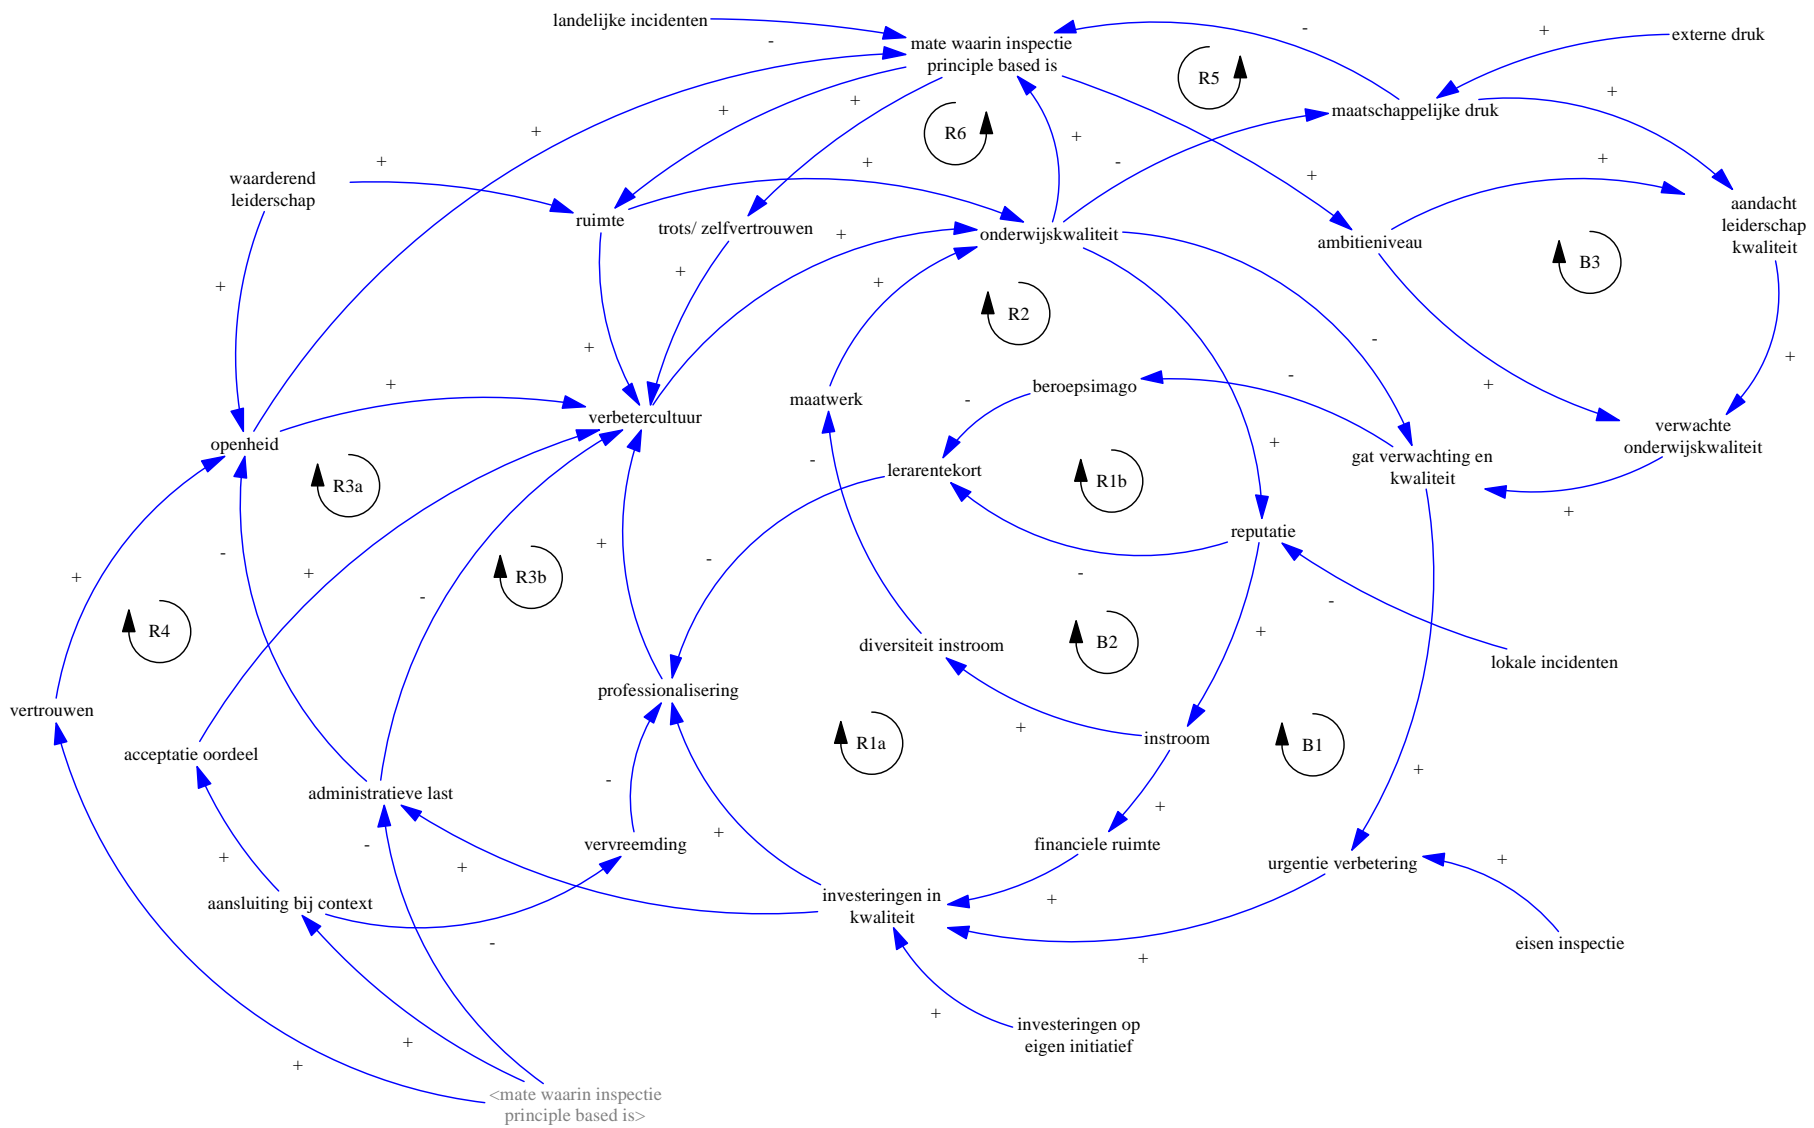 landelijke incidenten
-
mate waarin inspectie
principle based is
R5
-
+
externe druk
maatschappelijke druk
+
+
+
R6
+
+
-
+
+
+
waarderend
leiderschap
+
ruimte
trots/ zelfvertrouwen
+
onderwijskwaliteit
ambitieniveau
aandacht
leiderschap
kwaliteit
B3
+
+
+
R2
-
+
+
+
verbetercultuur
maatwerk
beroepsimago
-
-
+
verwachte
onderwijskwaliteit
openheid
R3a
-
lerarentekort
R1b
+
gat verwachting en
kwaliteit
+
reputatie
-
+
-
+
R3b
-
-
-
+
R4
+
diversiteit instroom
B2
lokale incidenten
vertrouwen
professionalisering
acceptatie oordeel
+
R1a
instroom
B1
+
administratieve last
-
+
vervreemding
+
financiele ruimte
urgentie verbetering
+
+
-
+
aansluiting bij context
investeringen in
kwaliteit
+
-
+
eisen inspectie
+
investeringen op
eigen initiatief
+
+
<mate waarin inspectie
principle based is>